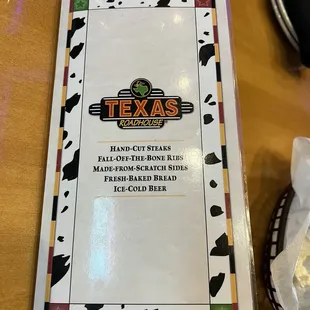 TEXAS
ROADHOUSE
HAND-CUT STEAKS
FALL-OFF-THE-BONE RIBS
MADE-FROM-SCRATCH SIDES
FRESH-BAKED BREAD
ICE-COLD BEER